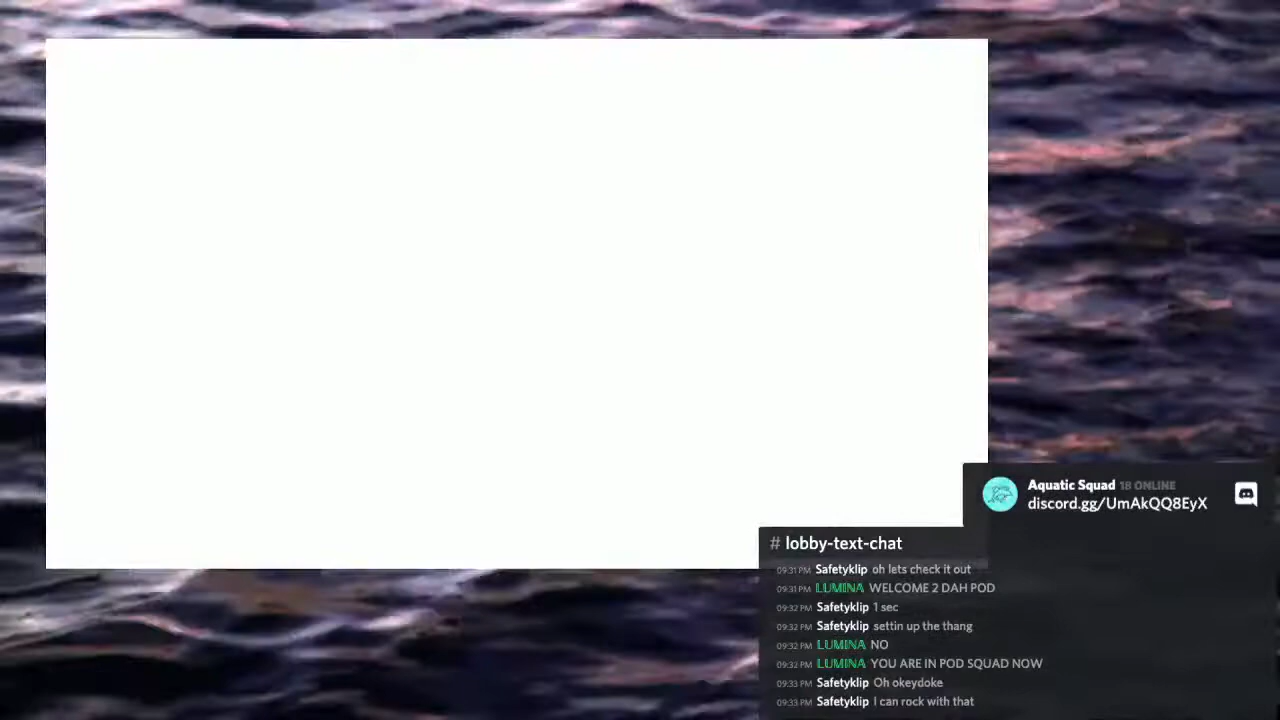 Aquatic Squad 18 ONLINE
discord.gg/UmAkQQ8EyX
# lobby-text-chat
09:31 PM Safetyklip oh lets check it out
09:31 PM LUMINA WELCOME 2 DAH POD
09:32 PM Safetyklip 1 sec
09:32 PM Safetyklip settin up the thang
09:32 PM LUMINA NO
09:32 PM LUMINA YOU ARE IN POD SQUAD NOW
09:33 PM Safetyklip Oh okeydoke
09:33 PM Safetyklip I can rock with that